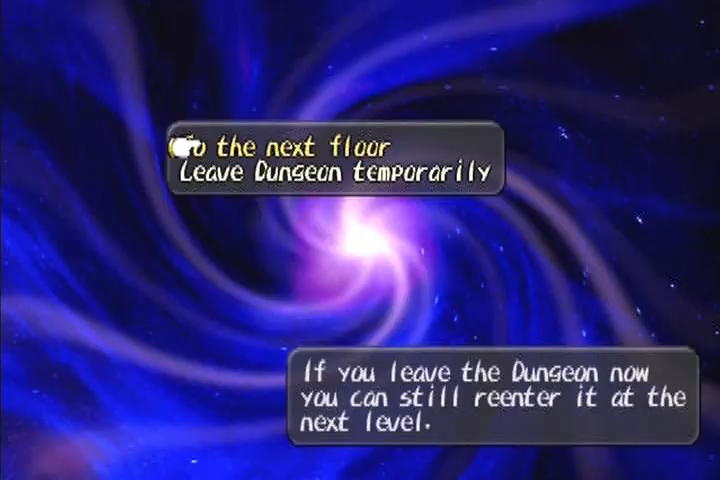 Go the next floor
Leave Dungeon temporarily
If you leave the Dungeon now
you can still reenter it at the
next level.